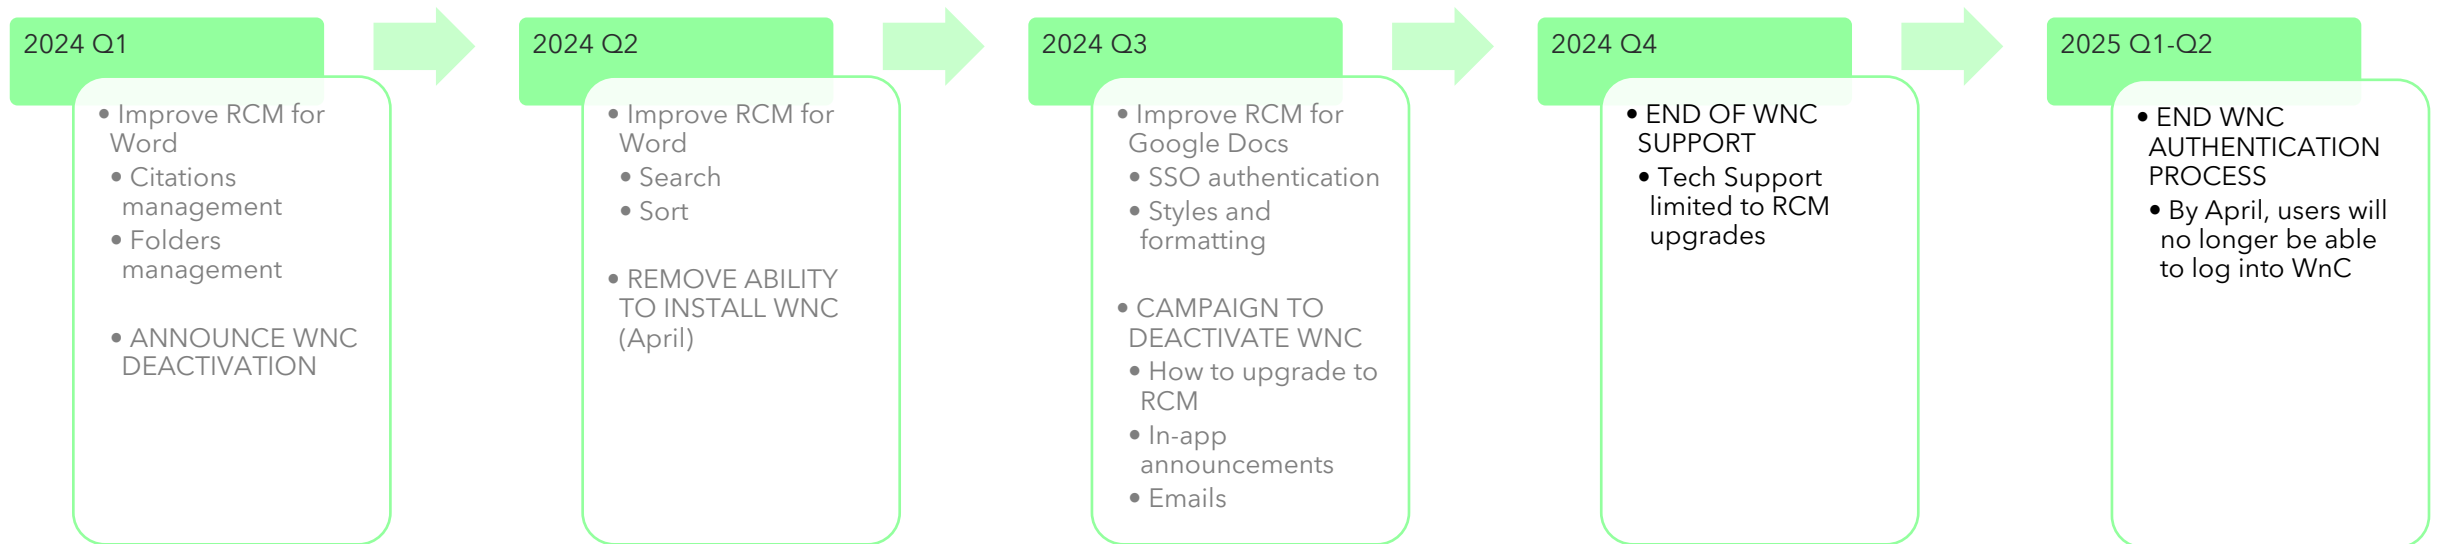 2024 Q1
• Improve RCM for
Word
• Citations
management
• Folders
management
• ANNOUNCE WNC
DEACTIVATION
2024 Q2
• Improve RCM for
Word
• Search
• Sort
• REMOVE ABILITY
TO INSTALL WNC
(April)
2024 Q3
• Improve RCM for
Google Docs
• SSO authentication
• Styles and
formatting
• CAMPAIGN TO
DEACTIVATE WNC
• How to upgrade to
RCM
• In-app
announcements
• Emails
2024 Q4
• END OF WNC
SUPPORT
• Tech Support
limited to RCM
upgrades
2025 Q1-Q2
• END WNC
AUTHENTICATION
PROCESS
• By April, users will
no longer be able
to log into WnC